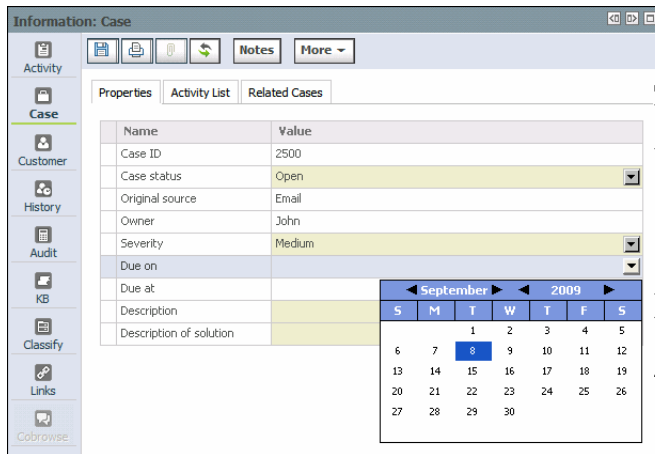 Information: Case
Notes More
Activity
Case
Customer
History
Audit
KB
Classify
Links
Cobrowse
Properties Activity List Related Cases
Name Value
Case ID 2500
Case status Open
Original source Email
Owner John
Severity Medium
Due on
Due at
Description
Description of solution
September 2009
S M T W T F S
1 2 3 4 5
6 7 8 9 10 11 12
13 14 15 16 17 18 19
20 21 22 23 24 25 26
27 28 29 30